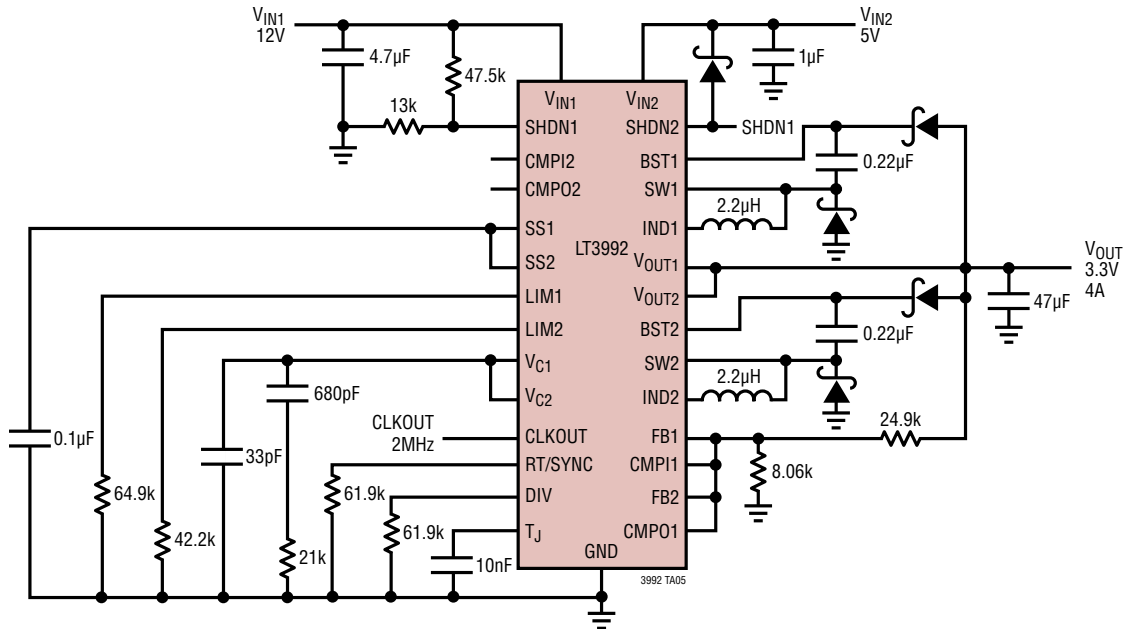 VIN1
12V
VIN2
5V
4.7µF
47.5k
1µF
13k
VIN1
VIN2
SHDN1
SHDN2
SHDN1
CMPI2
BST1
0.22µF
CMPO2
SW1
2.2µH
SS1
IND1
LT3992
SS2
VOUT1
VOUT
3.3V
4A
LIM1
VOUT2
47µF
LIM2
BST2
0.22µF
VC1
SW2
680pF
2.2µH
VC2
IND2
CLKOUT
2MHz
CLKOUT
FB1
24.9k
0.1µF
33pF
RT/SYNC
CMPI1
8.06k
64.9k
61.9k
DIV
FB2
42.2k
61.9k
TJ
CMPO1
21k
10nF
GND
3992 TA05